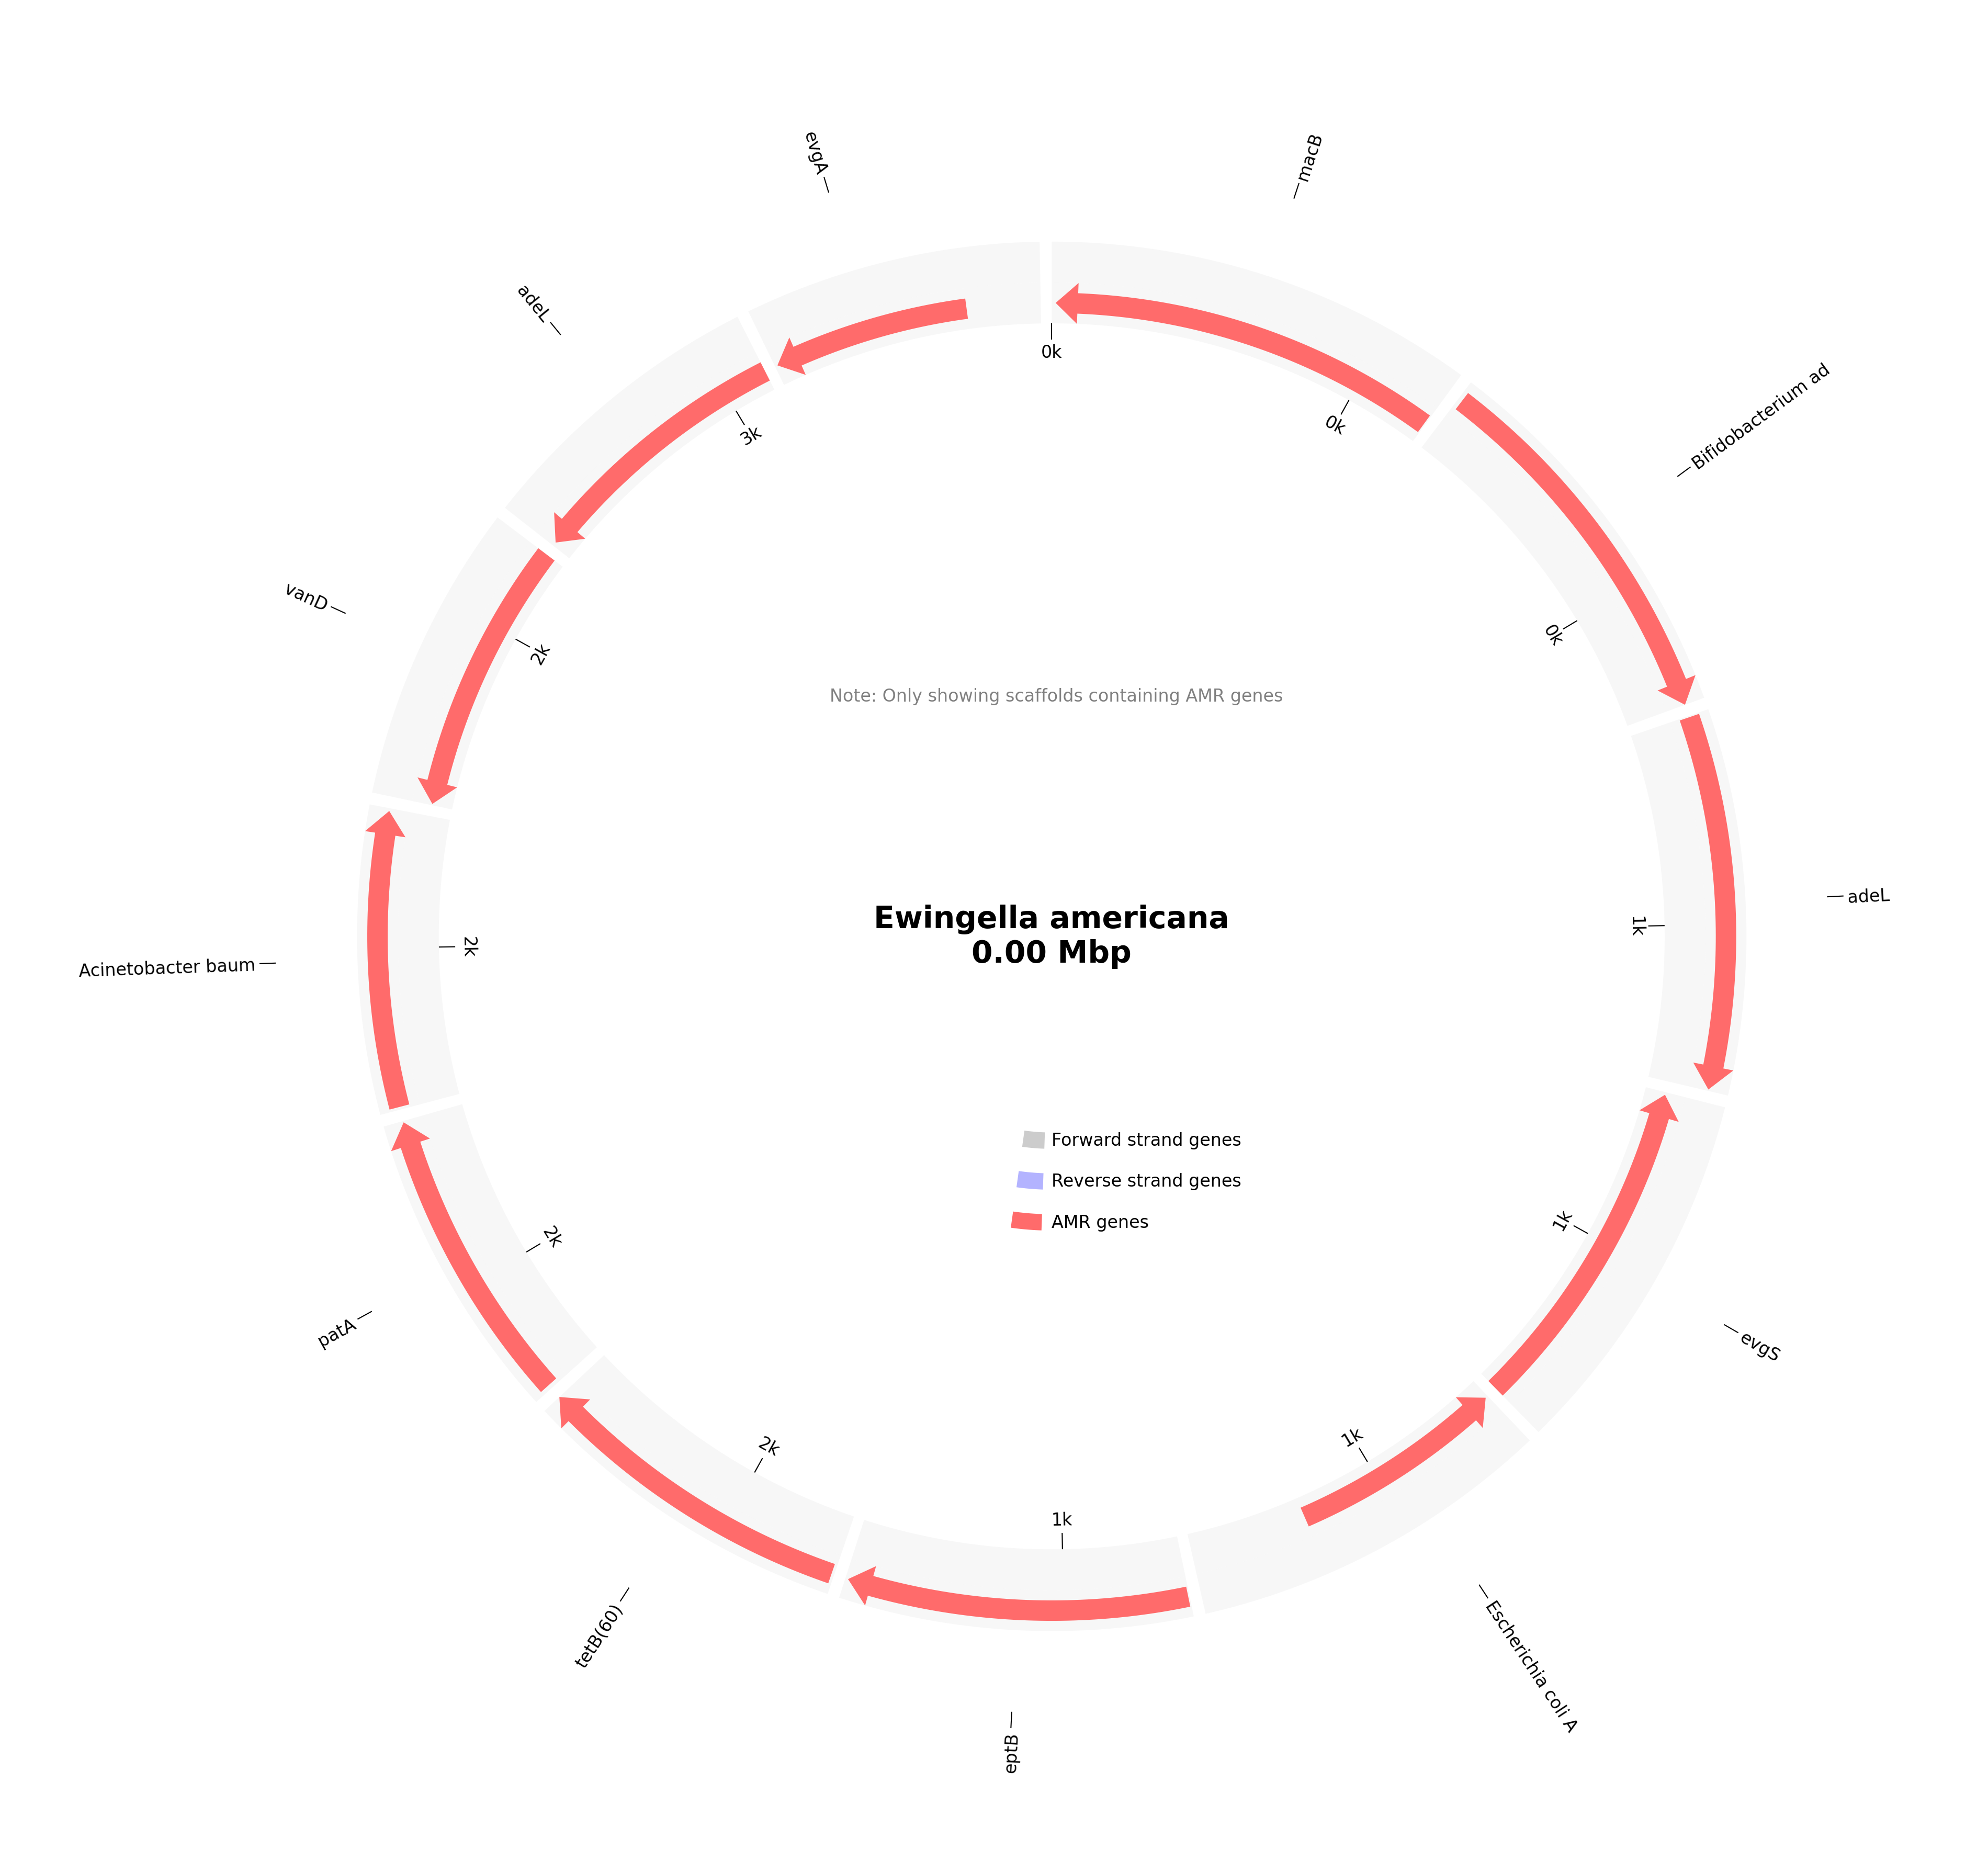 macB
Bifidobacterium ad
adeL
evgS
Escherichia coli A
eptB
tetB(60)
patA
Acinetobacter baum
vanD
adeL
evgA
0k
0k
0k
1k
1k
1k
1k
2k
2k
2k
2k
3k
Note: Only showing scaffolds containing AMR genes
Ewingella americana
0.00 Mbp
Forward strand genes
Reverse strand genes
AMR genes